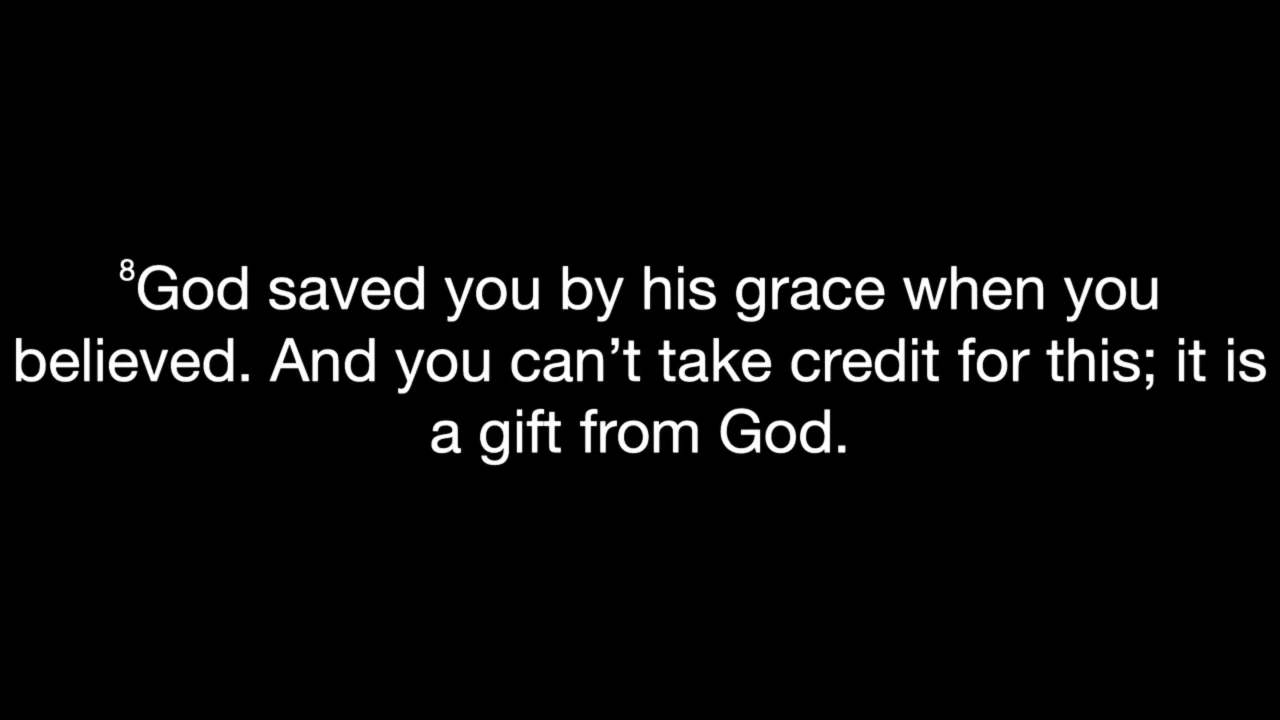 ⁸God saved you by his grace when you
believed. And you can’t take credit for this; it is
a gift from God.